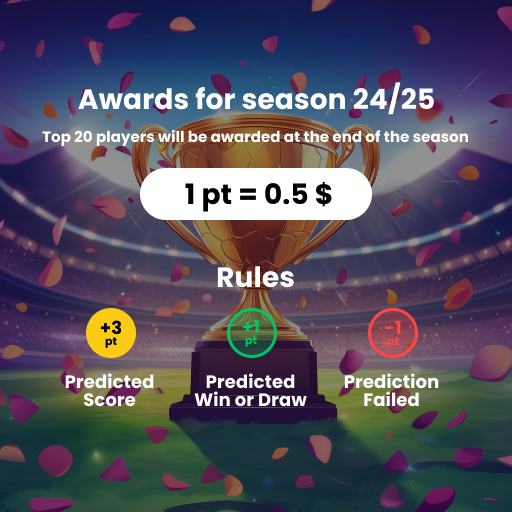 Awards for season 24/25
Top 20 players will be awarded at the end of the season
1 pt = 0.5 $
Rules
+3
pt
Predicted
Score
+1
pt
Predicted
Win or Draw
-1
pt
Prediction
Failed